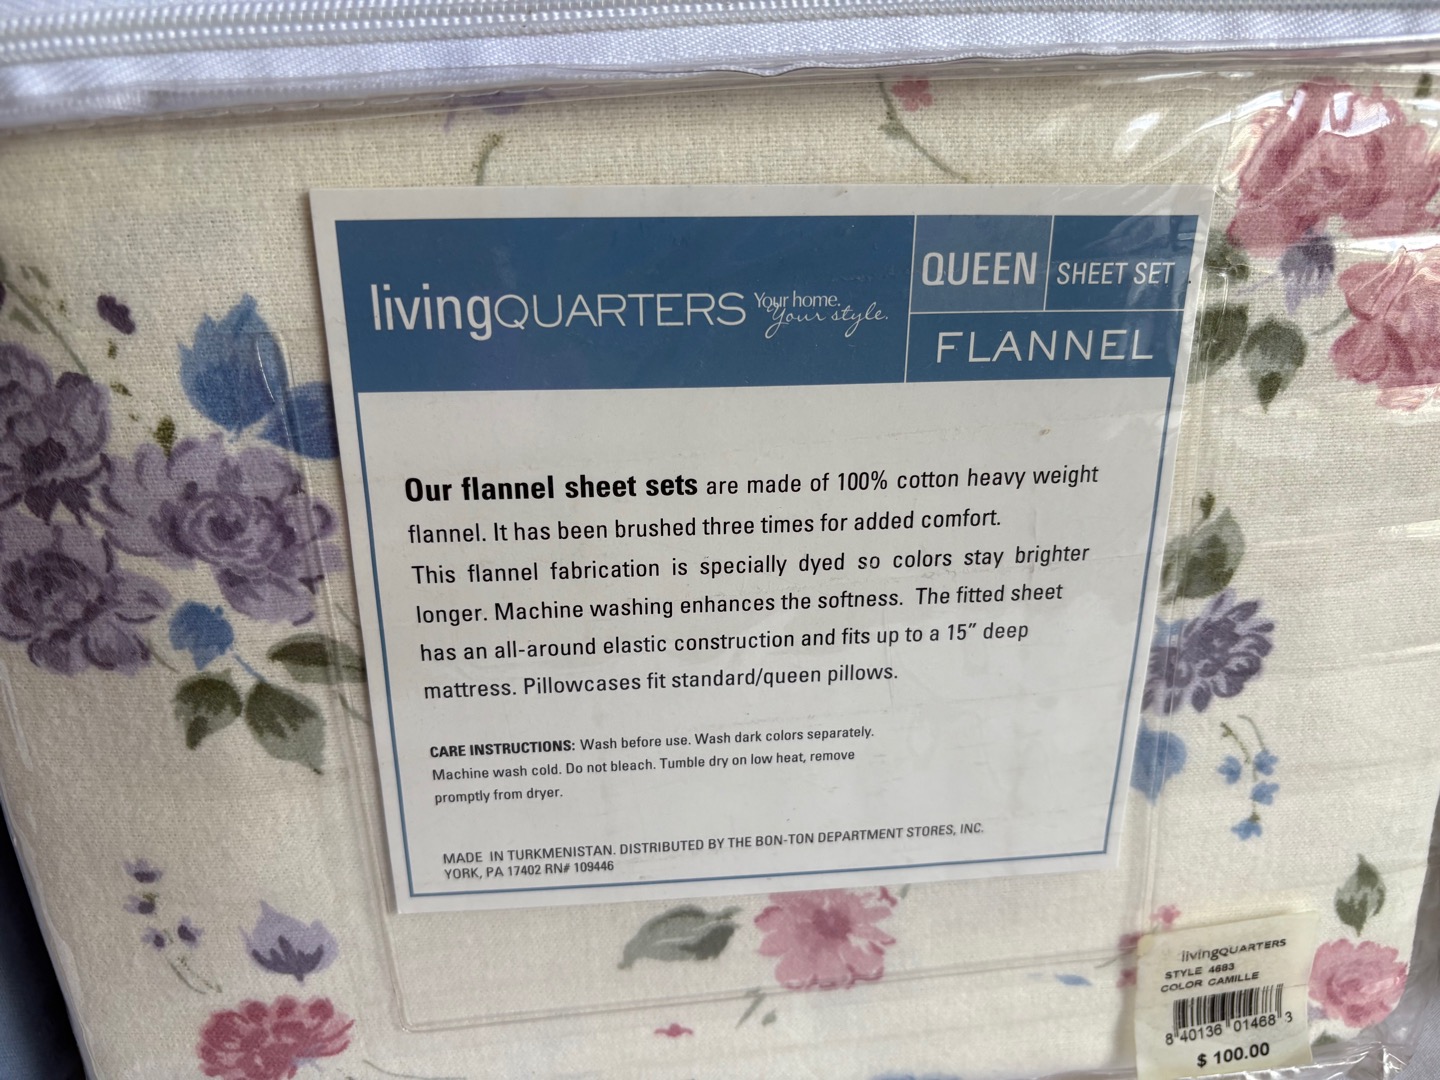 livingQUARTERS Your home. Your style.
QUEEN SHEET SET
FLANNEL
Our flannel sheet sets are made of 100% cotton heavy weight
flannel. It has been brushed three times for added comfort.
This flannel fabrication is specially dyed so colors stay brighter
longer. Machine washing enhances the softness. The fitted sheet
has an all-around elastic construction and fits up to a 15” deep
mattress. Pillowcases fit standard/queen pillows.
CARE INSTRUCTIONS: Wash before use. Wash dark colors separately.
Machine wash cold. Do not bleach. Tumble dry on low heat, remove
promptly from dryer.
MADE IN TURKMENISTAN. DISTRIBUTED BY THE BON-TON DEPARTMENT STORES, INC.
YORK, PA 17402 RN# 109446
livingQUARTERS
STYLE 4683
COLOR CAMILLE
8 40136 01468 3
$ 100.00